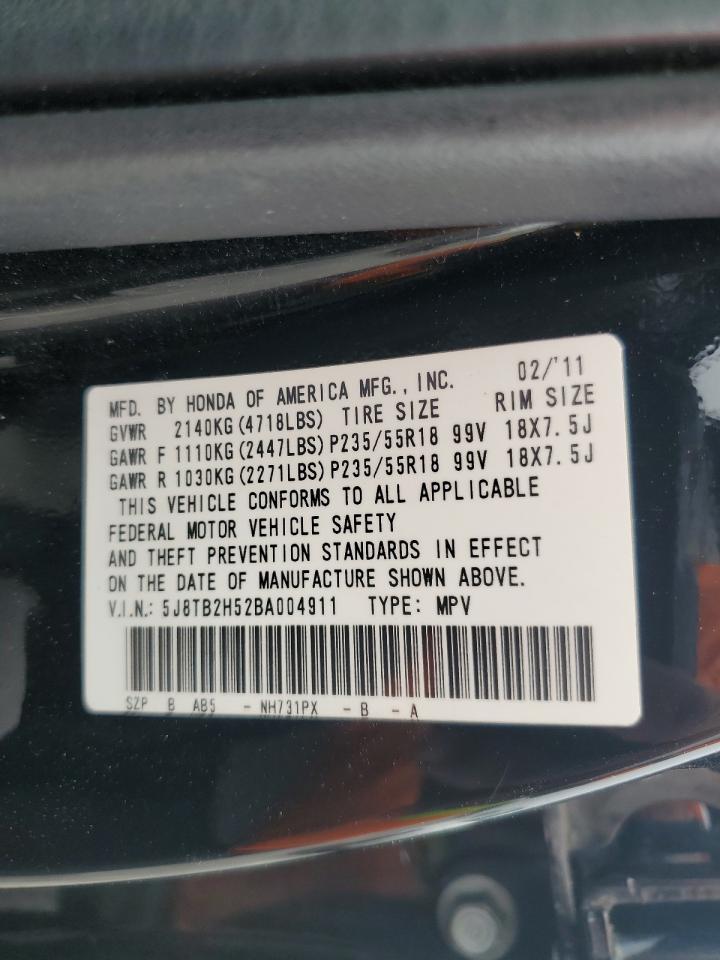 MFD. BY HONDA OF AMERICA MFG., INC. 02/'11
GVWR 2140KG(4718LBS) TIRE SIZE RIM SIZE
GAWR F 1110KG(2447LBS)P235/55R18 99V 18X7.5J
GAWR R 1030KG(2271LBS)P235/55R18 99V 18X7.5J
THIS VEHICLE CONFORMS TO ALL APPLICABLE
FEDERAL MOTOR VEHICLE SAFETY
AND THEFT PREVENTION STANDARDS IN EFFECT
ON THE DATE OF MANUFACTURE SHOWN ABOVE.
V.I.N.: 5J8TB2H52BA004911 TYPE: MPV
SZP B AB5 - NH731PX - B - A